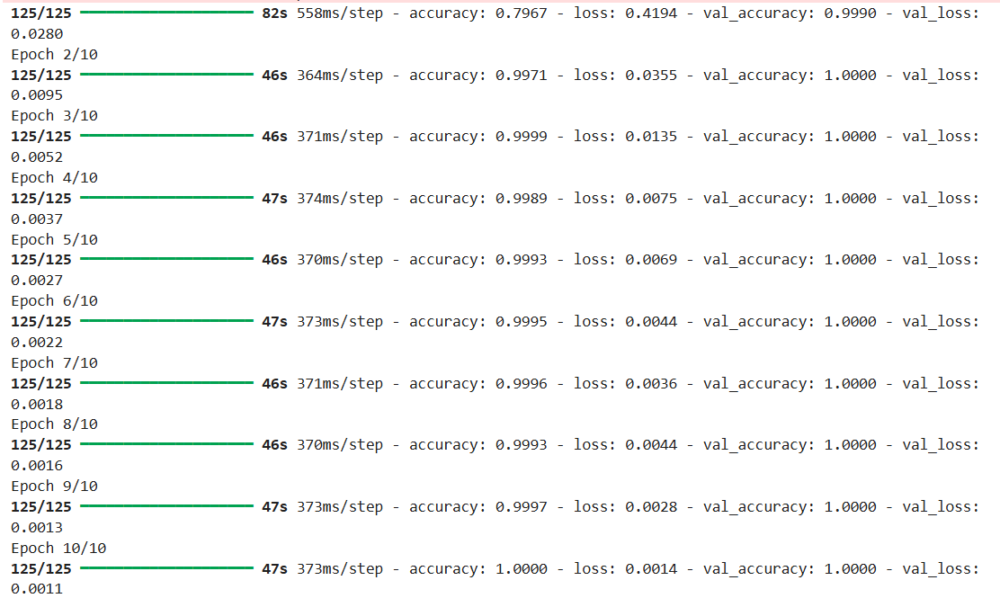 125/125 ━━━━━━━━━━━━━━━━━━━━ 82s 558ms/step - accuracy: 0.7967 - loss: 0.4194 - val_accuracy: 0.9990 - val_loss:
0.0280
Epoch 2/10
125/125 ━━━━━━━━━━━━━━━━━━━━ 46s 364ms/step - accuracy: 0.9971 - loss: 0.0355 - val_accuracy: 1.0000 - val_loss:
0.0095
Epoch 3/10
125/125 ━━━━━━━━━━━━━━━━━━━━ 46s 371ms/step - accuracy: 0.9999 - loss: 0.0135 - val_accuracy: 1.0000 - val_loss:
0.0052
Epoch 4/10
125/125 ━━━━━━━━━━━━━━━━━━━━ 47s 374ms/step - accuracy: 0.9989 - loss: 0.0075 - val_accuracy: 1.0000 - val_loss:
0.0037
Epoch 5/10
125/125 ━━━━━━━━━━━━━━━━━━━━ 46s 370ms/step - accuracy: 0.9993 - loss: 0.0069 - val_accuracy: 1.0000 - val_loss:
0.0027
Epoch 6/10
125/125 ━━━━━━━━━━━━━━━━━━━━ 47s 373ms/step - accuracy: 0.9995 - loss: 0.0044 - val_accuracy: 1.0000 - val_loss:
0.0022
Epoch 7/10
125/125 ━━━━━━━━━━━━━━━━━━━━ 46s 371ms/step - accuracy: 0.9996 - loss: 0.0036 - val_accuracy: 1.0000 - val_loss:
0.0018
Epoch 8/10
125/125 ━━━━━━━━━━━━━━━━━━━━ 46s 370ms/step - accuracy: 0.9993 - loss: 0.0044 - val_accuracy: 1.0000 - val_loss:
0.0016
Epoch 9/10
125/125 ━━━━━━━━━━━━━━━━━━━━ 47s 373ms/step - accuracy: 0.9997 - loss: 0.0028 - val_accuracy: 1.0000 - val_loss:
0.0013
Epoch 10/10
125/125 ━━━━━━━━━━━━━━━━━━━━ 47s 373ms/step - accuracy: 1.0000 - loss: 0.0014 - val_accuracy: 1.0000 - val_loss:
0.0011